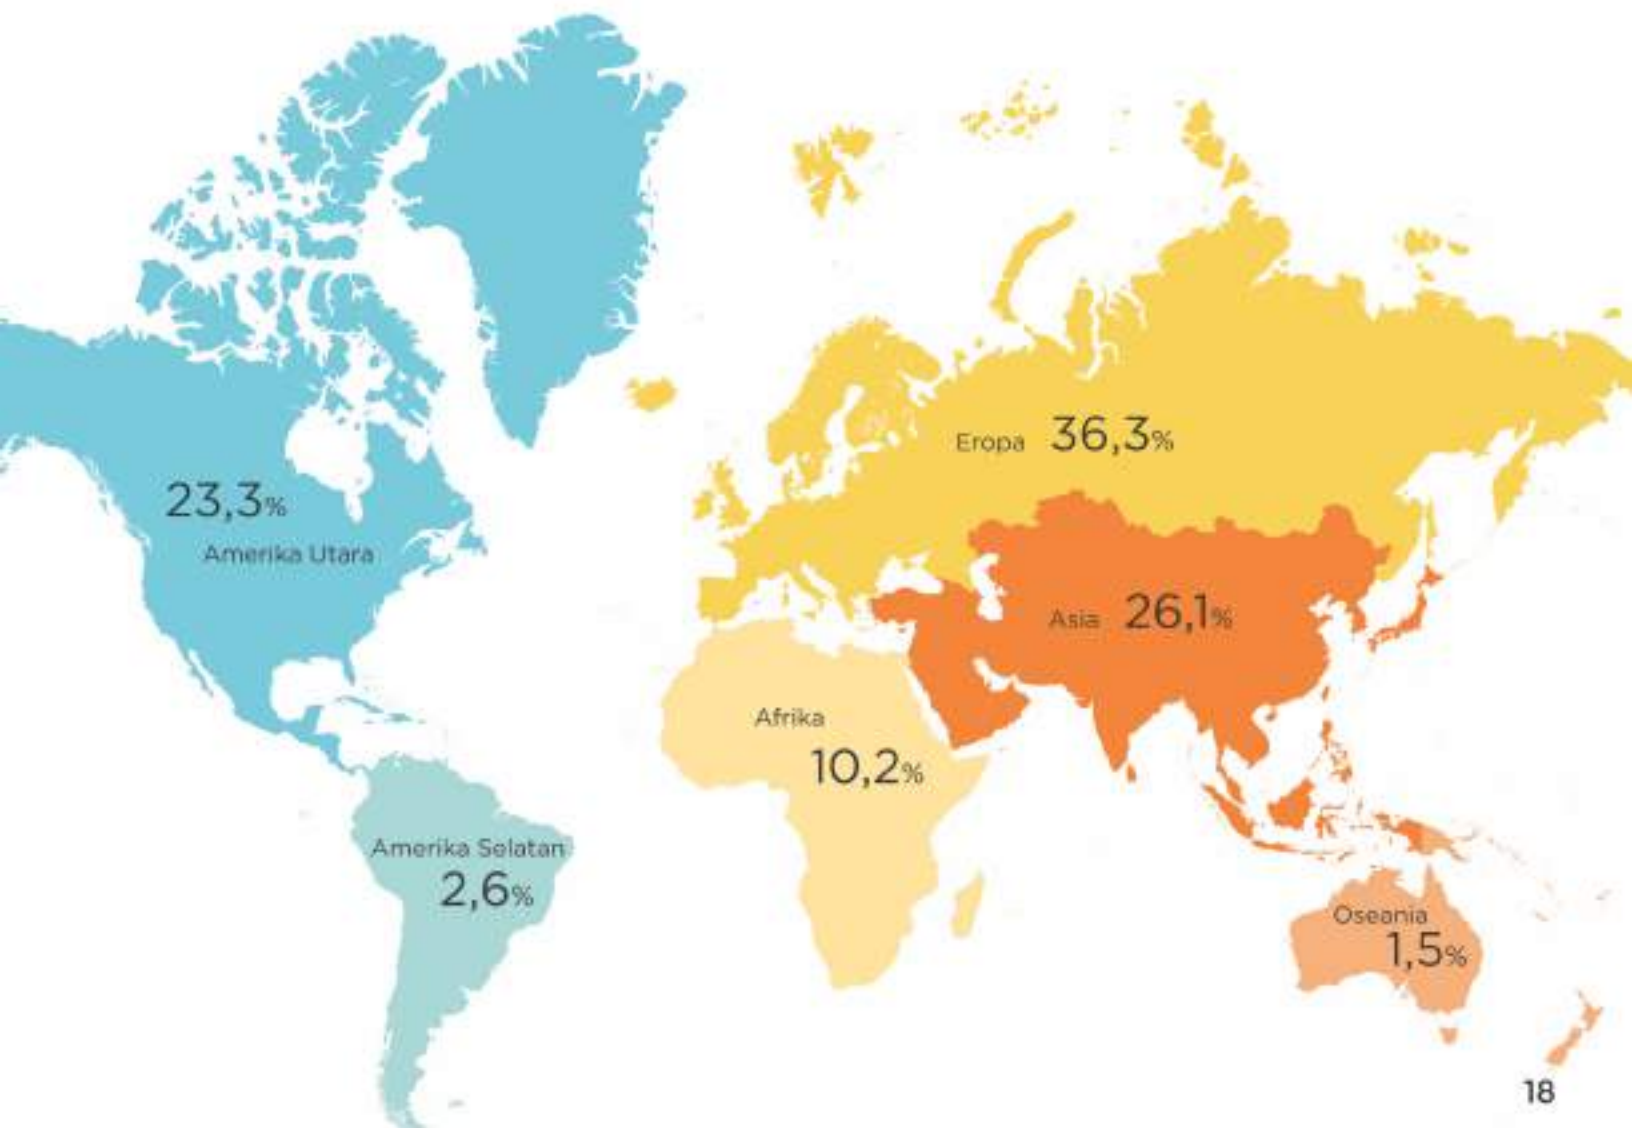 Eropa 36,3%
23,3%
Amerika Utara
Asia 26,1%
Afrika
10,2%
Amerika Selatan
2,6%
Oseania
1,5%
18